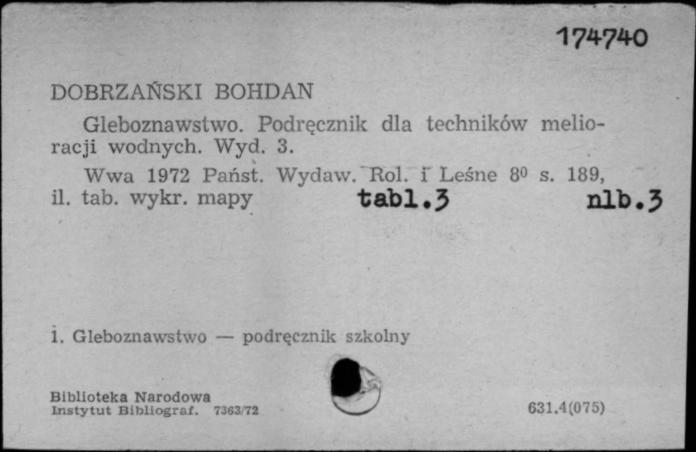 174740
DOBRZAŃSKI BOHDAN
Gleboznawstwo. Podręcznik dla techników melio-
racji wodnych. Wyd. 3.
Wwa 1972 Państ. Wydaw. Rol. i Leśne 8⁰ s. 189,
il. tab. wykr. mapy tabl.3 nlb.3
1. Gleboznawstwo — podręcznik szkolny
Biblioteka Narodowa
Instytut Bibliograf. 7363/72 631.4(075)